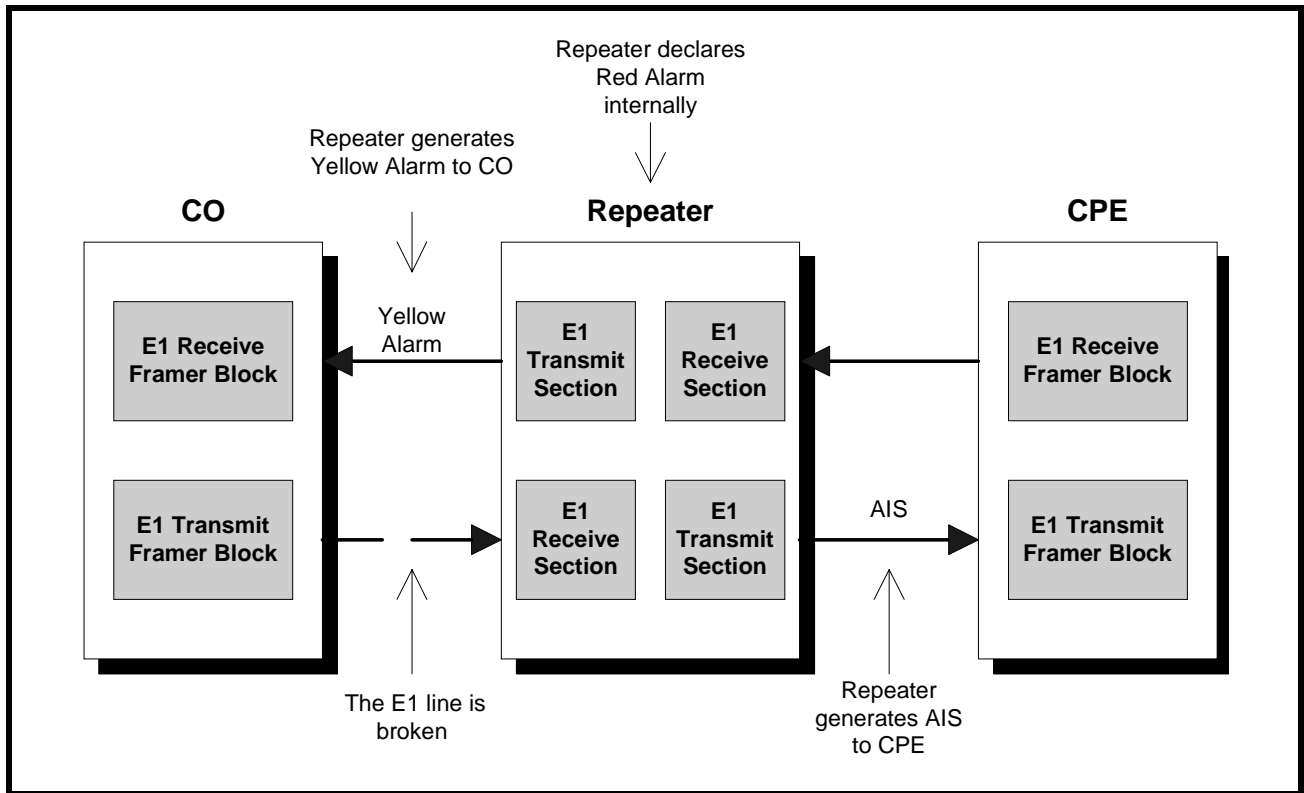 Repeater declares
Red Alarm
internally
Repeater generates
Yellow Alarm to CO
CO
Repeater
CPE
E1 Receive
Framer Block
Yellow
Alarm
E1
Transmit
Section
E1
Receive
Section
E1 Receive
Framer Block
E1 Transmit
Framer Block
E1
Receive
Section
E1
Transmit
Section
AIS
E1 Transmit
Framer Block
The E1 line is
broken
Repeater
generates AIS
to CPE